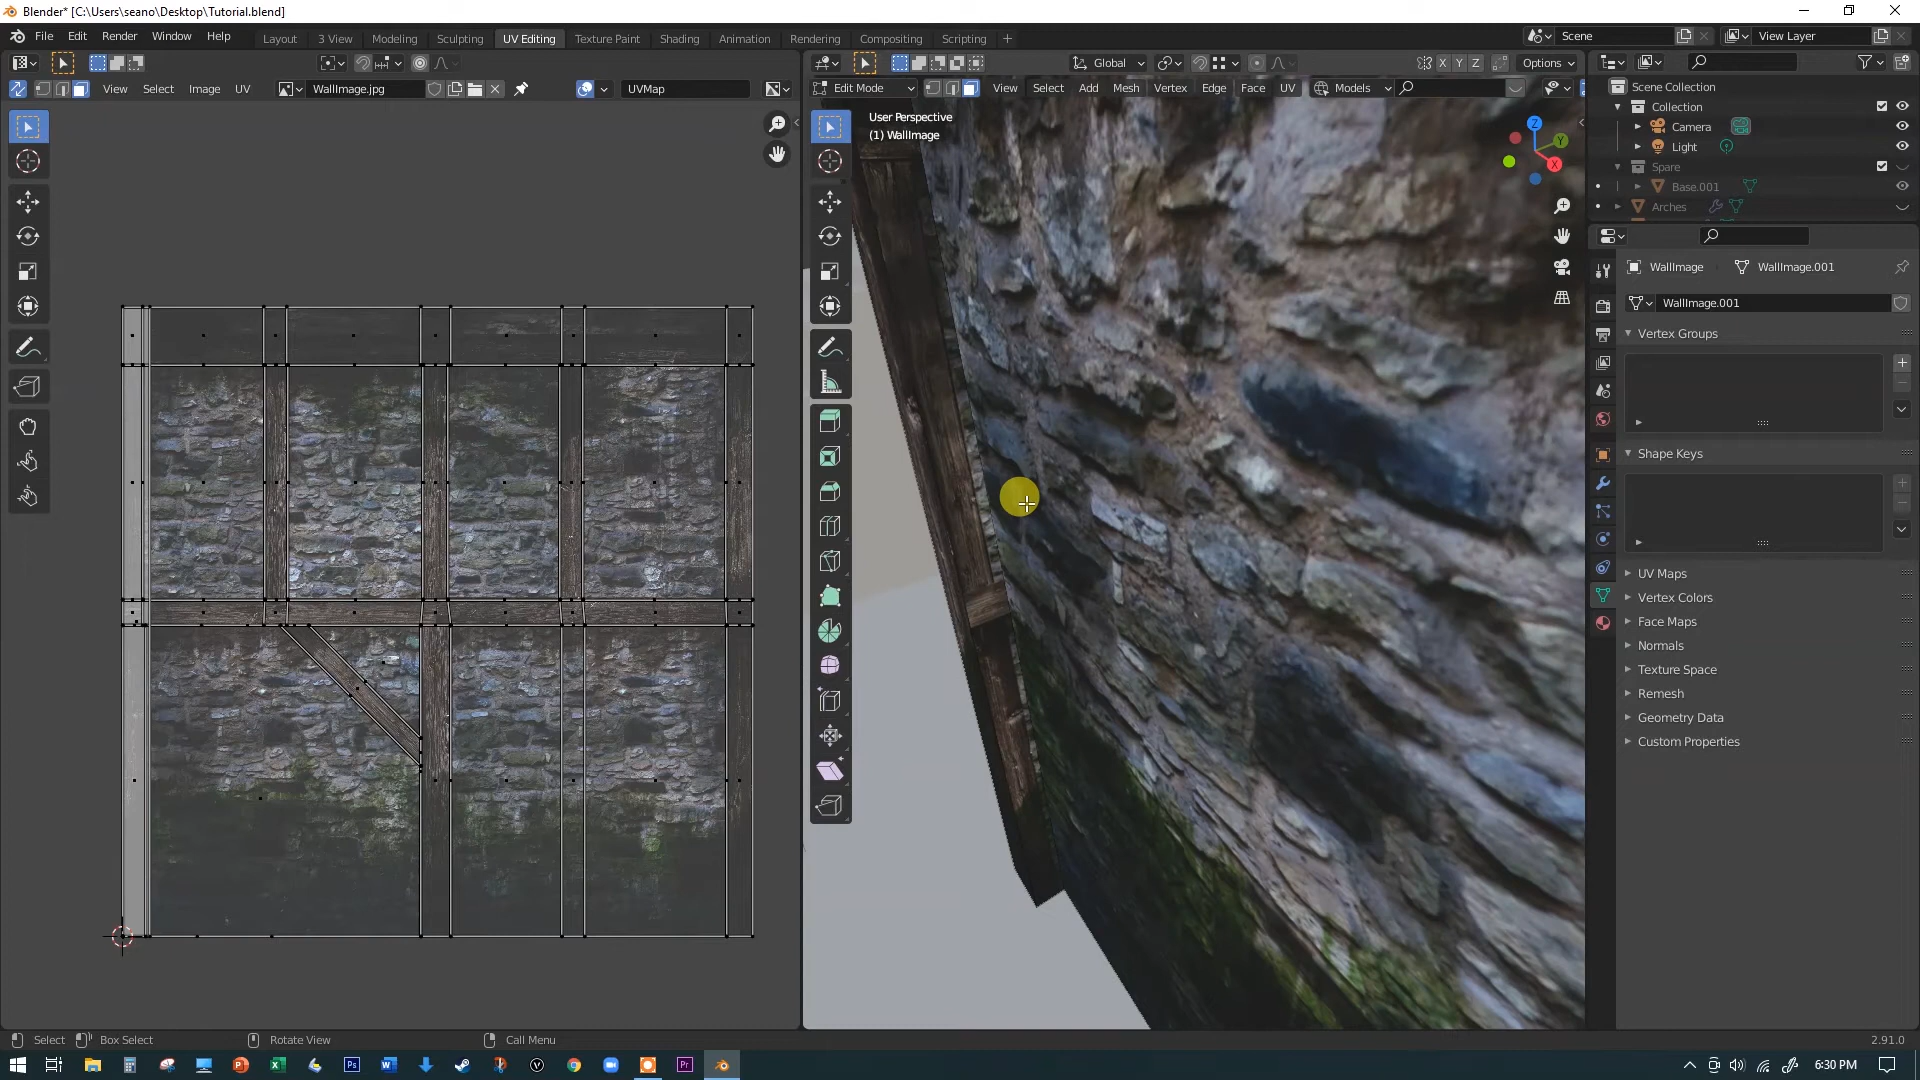 Blender* [C:\Users\seano\Desktop\Tutorial.blend]
File Edit Render Window Help
Layout 3 View Modeling Sculpting UV Editing Texture Paint Shading Animation Rendering Compositing Scripting +
Scene View Layer
Global X Y Z Options
View Select Image UV WallImage.jpg UVMap
Edit Mode View Select Add Mesh Vertex Edge Face UV Models
User Perspective
(1) WallImage
Z
Y
X
Scene Collection
Collection
Camera
Light
Spare
Base.001
Arches
WallImage WallImage.001
WallImage.001
Vertex Groups
Shape Keys
UV Maps
Vertex Colors
Face Maps
Normals
Texture Space
Remesh
Geometry Data
Custom Properties
Select Box Select Rotate View Call Menu 2.91.0
6:30 PM